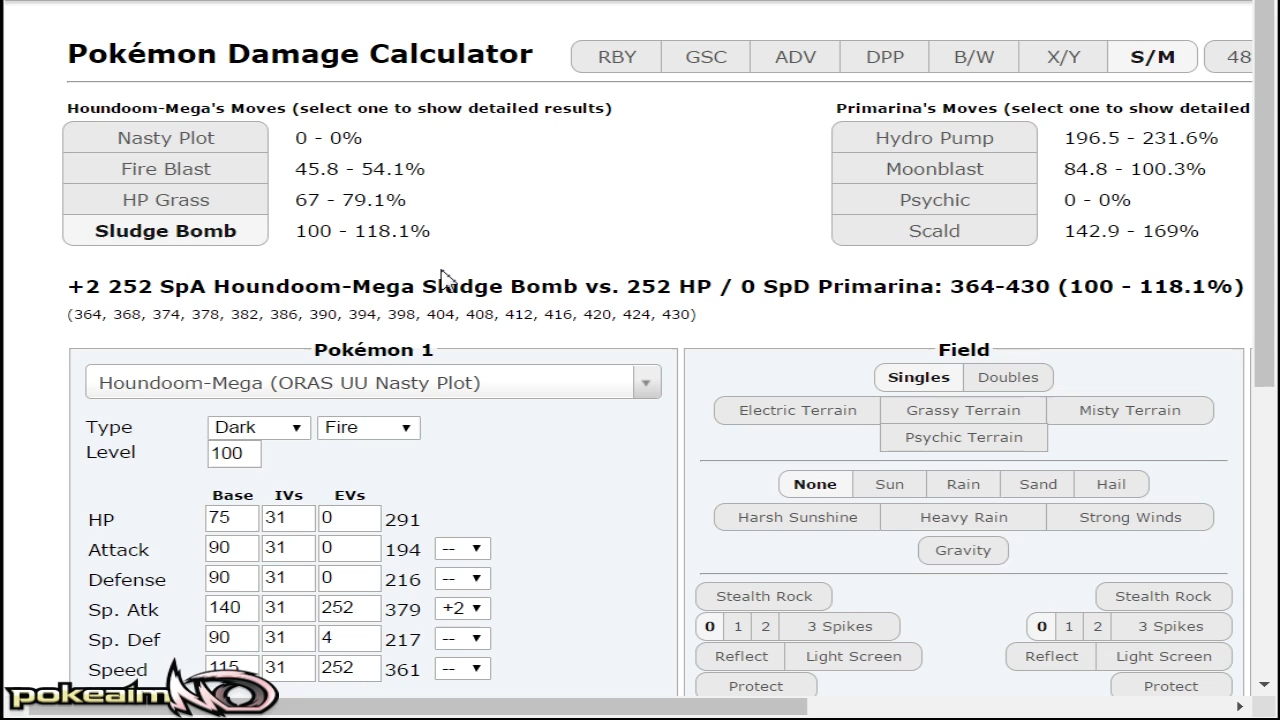 Pokémon Damage Calculator
RBY GSC ADV DPP B/W X/Y S/M 48
Houndoom-Mega's Moves (select one to show detailed results)
Nasty Plot 0 - 0%
Fire Blast 45.8 - 54.1%
HP Grass 67 - 79.1%
Sludge Bomb 100 - 118.1%
Primarina's Moves (select one to show detailed
Hydro Pump 196.5 - 231.6%
Moonblast 84.8 - 100.3%
Psychic 0 - 0%
Scald 142.9 - 169%
+2 252 SpA Houndoom-Mega Sludge Bomb vs. 252 HP / 0 SpD Primarina: 364-430 (100 - 118.1%)
(364, 368, 374, 378, 382, 386, 390, 394, 398, 404, 408, 412, 416, 420, 424, 430)
Pokémon 1
Houndoom-Mega (ORAS UU Nasty Plot)
Type Dark Fire
Level 100
Base IVs EVs
HP 75 31 0 291
Attack 90 31 0 194 --
Defense 90 31 0 216 --
Sp. Atk 140 31 252 379 +2
Sp. Def 90 31 4 217 --
Speed 115 31 252 361 --
Field
Singles Doubles
Electric Terrain Grassy Terrain Misty Terrain
Psychic Terrain
None Sun Rain Sand Hail
Harsh Sunshine Heavy Rain Strong Winds
Gravity
Stealth Rock Stealth Rock
0 1 2 3 Spikes 0 1 2 3 Spikes
Reflect Light Screen Reflect Light Screen
Protect Protect
pokeaimMD